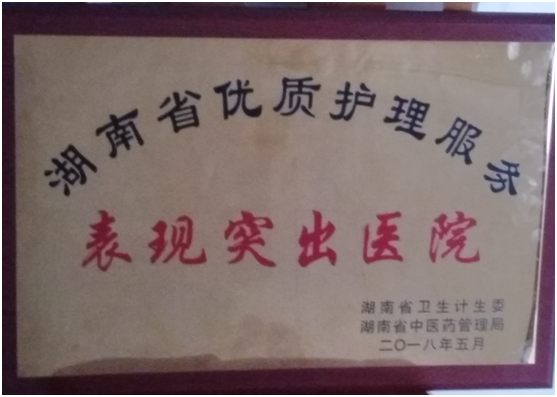 湖南省优质护理服务
表现突出医院
湖南省卫生计生委
湖南省中医药管理局
二〇一八年五月